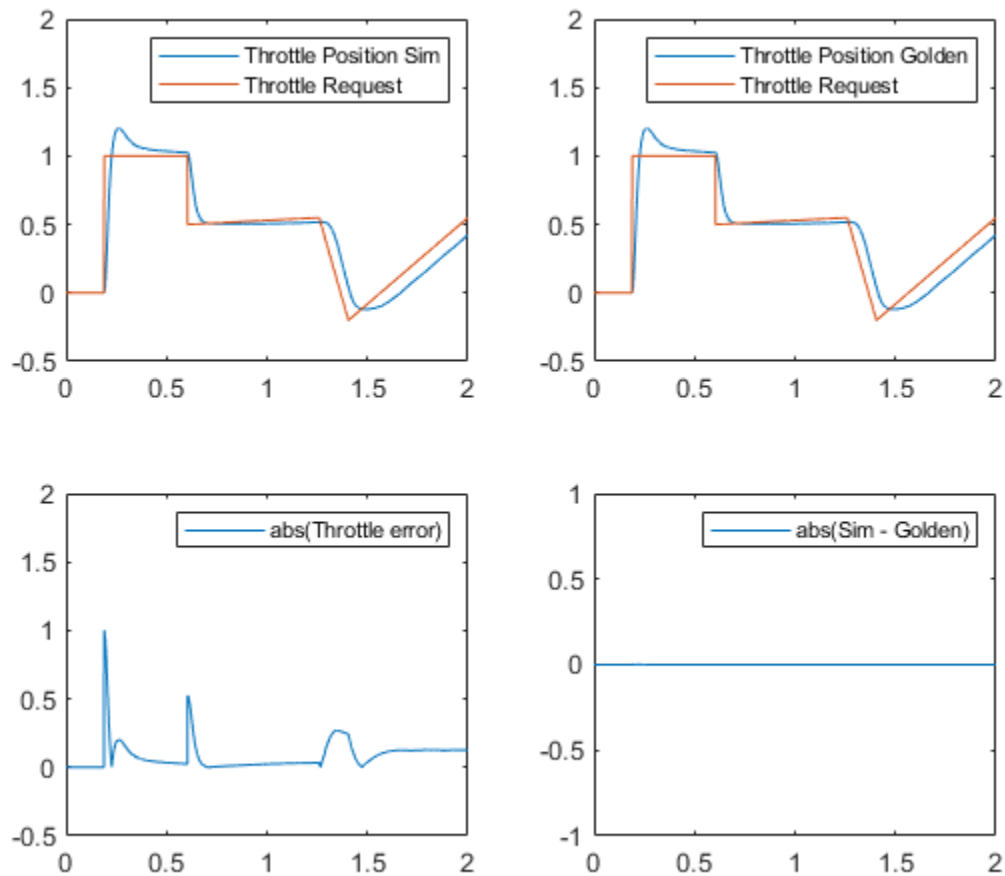 2
1.5
1
0.5
0
-0.5
0 0.5 1 1.5 2
Throttle Position Sim
Throttle Request
2
1.5
1
0.5
0
-0.5
0 0.5 1 1.5 2
Throttle Position Golden
Throttle Request
2
1.5
1
0.5
0
-0.5
0 0.5 1 1.5 2
abs(Throttle error)
1
0.5
0
-0.5
-1
0 0.5 1 1.5 2
abs(Sim - Golden)